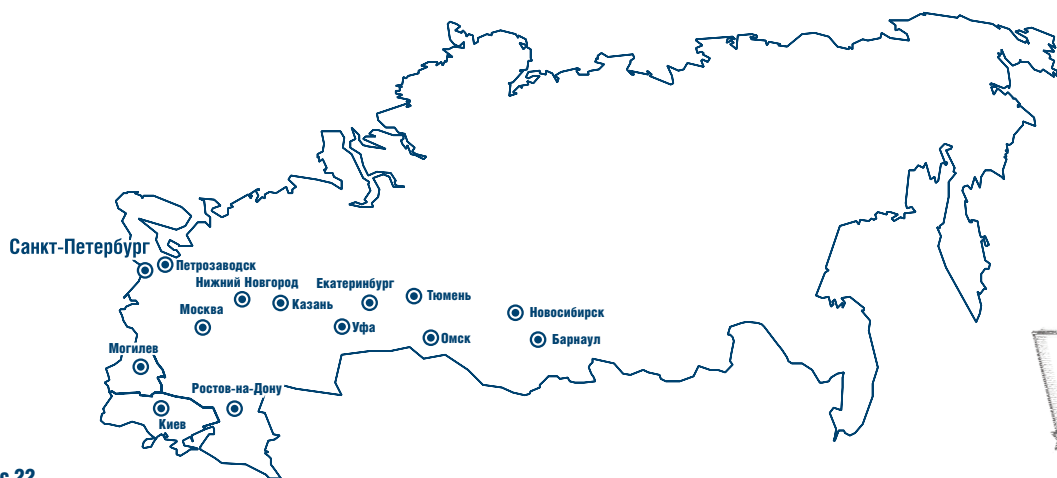 Санкт-Петербург
Петрозаводск
Нижний Новгород
Екатеринбург
Тюмень
Казань
Москва
Новосибирск
Уфа
Омск
Барнаул
Могилев
Ростов-на-Дону
Киев